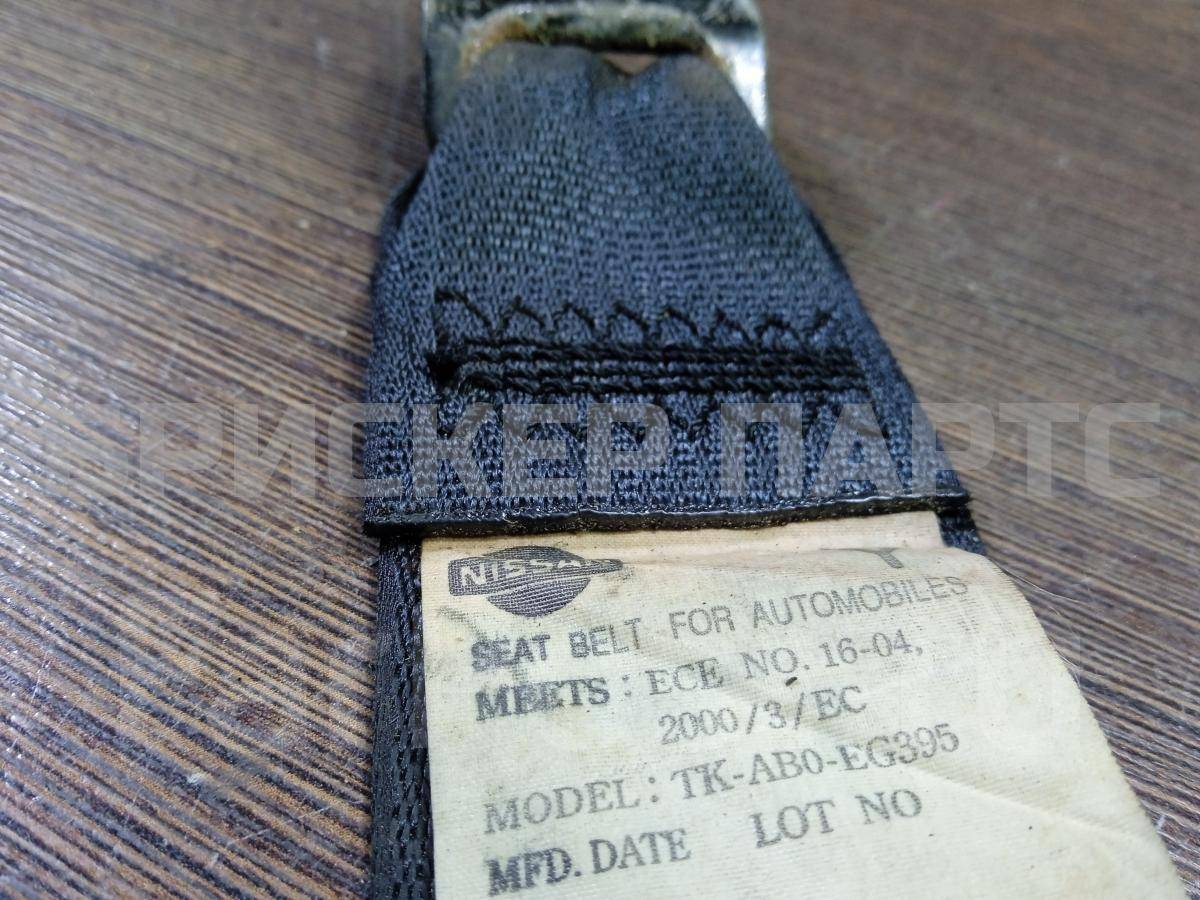 БРИСКЕР ПАРТС
NISSAN
SEAT BELT FOR AUTOMOBILES
MEETS : ECE NO. 16-04,
2000/3/EC
MODEL : TK-AB0-EG395
MFD. DATE LOT NO